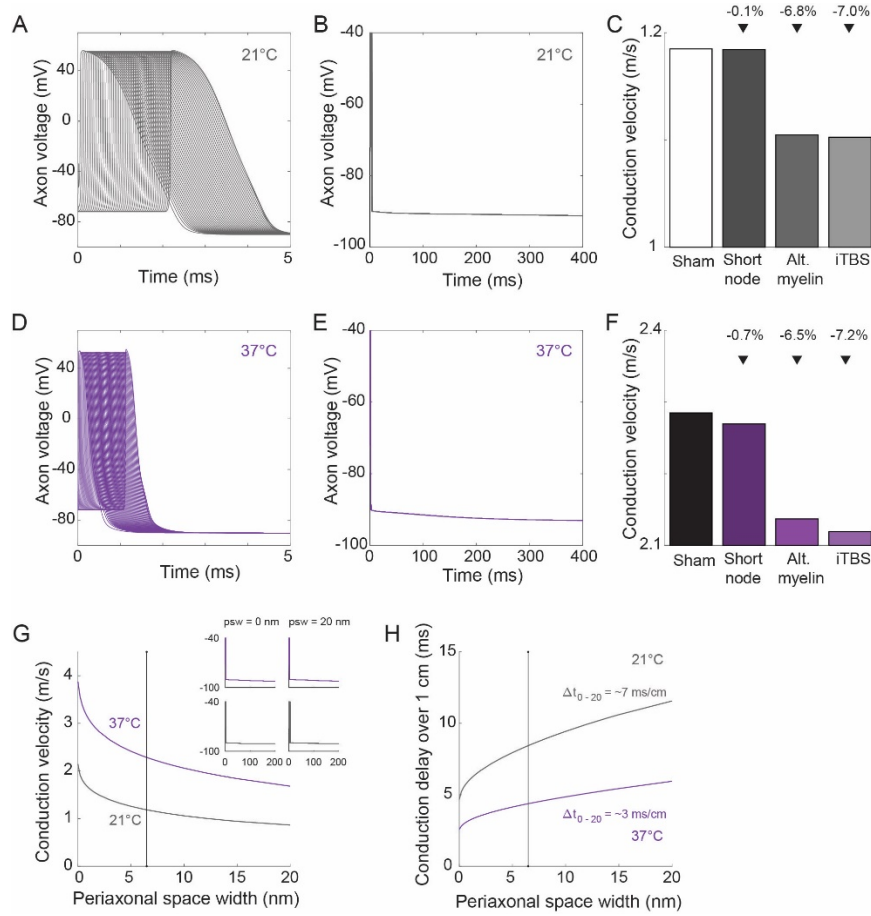 A
B
C
-0.1%
-6.8%
-7.0%
Axon voltage (mV)
40
0
-40
-80
21°C
0
5
Time (ms)
Axon voltage (mV)
-40
-60
-80
-100
21°C
0
100
200
300
400
Time (ms)
Conduction velocity (m/s)
1.2
1
Sham
Short
node
Alt.
myelin
iTBS
D
E
F
-0.7%
-6.5%
-7.2%
Axon voltage (mV)
40
0
-40
-80
37°C
0
5
Time (ms)
Axon voltage (mV)
-40
-60
-80
-100
37°C
0
100
200
300
400
Time (ms)
Conduction velocity (m/s)
2.4
2.1
Sham
Short
node
Alt.
myelin
iTBS
G
Conduction velocity (m/s)
4
3
2
1
0
37°C
21°C
psw = 0 nm
psw = 20 nm
-40
-100
-40
-100
0
200
0
200
0
5
10
15
20
Periaxonal space width (nm)
H
Conduction delay over 1 cm (ms)
15
10
5
0
21°C
Δt0 - 20 = ~7 ms/cm
Δt0 - 20 = ~3 ms/cm
37°C
0
5
10
15
20
Periaxonal space width (nm)